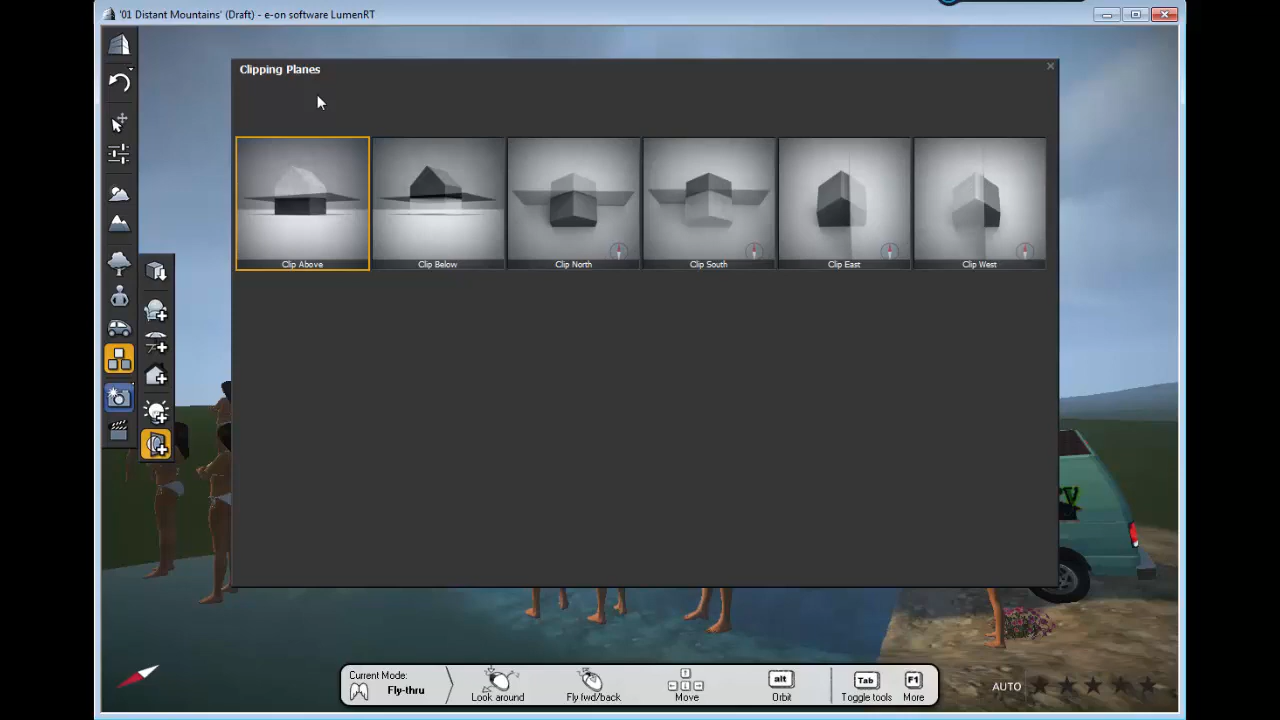 '01 Distant Mountains' (Draft) - e-on software LumenRT
Clipping Planes
Clip Above
Clip Below
Clip North
Clip South
Clip East
Clip West
Current Mode:
Fly-thru
Look around
Fly fwd/back
Move
alt
Orbit
Tab
Toggle tools
F1
More
AUTO